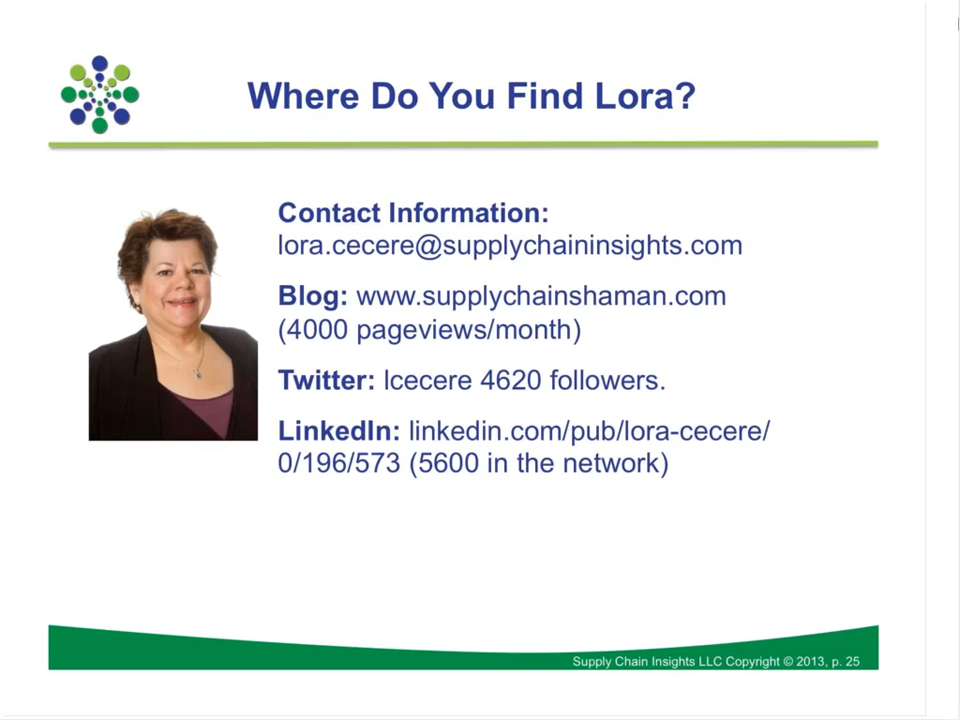 Where Do You Find Lora?
Contact Information:
lora.cecere@supplychaininsights.com
Blog: www.supplychainshaman.com
(4000 pageviews/month)
Twitter: lcecere 4620 followers.
LinkedIn: linkedin.com/pub/lora-cecere/
0/196/573 (5600 in the network)
Supply Chain Insights LLC Copyright © 2013, p. 25